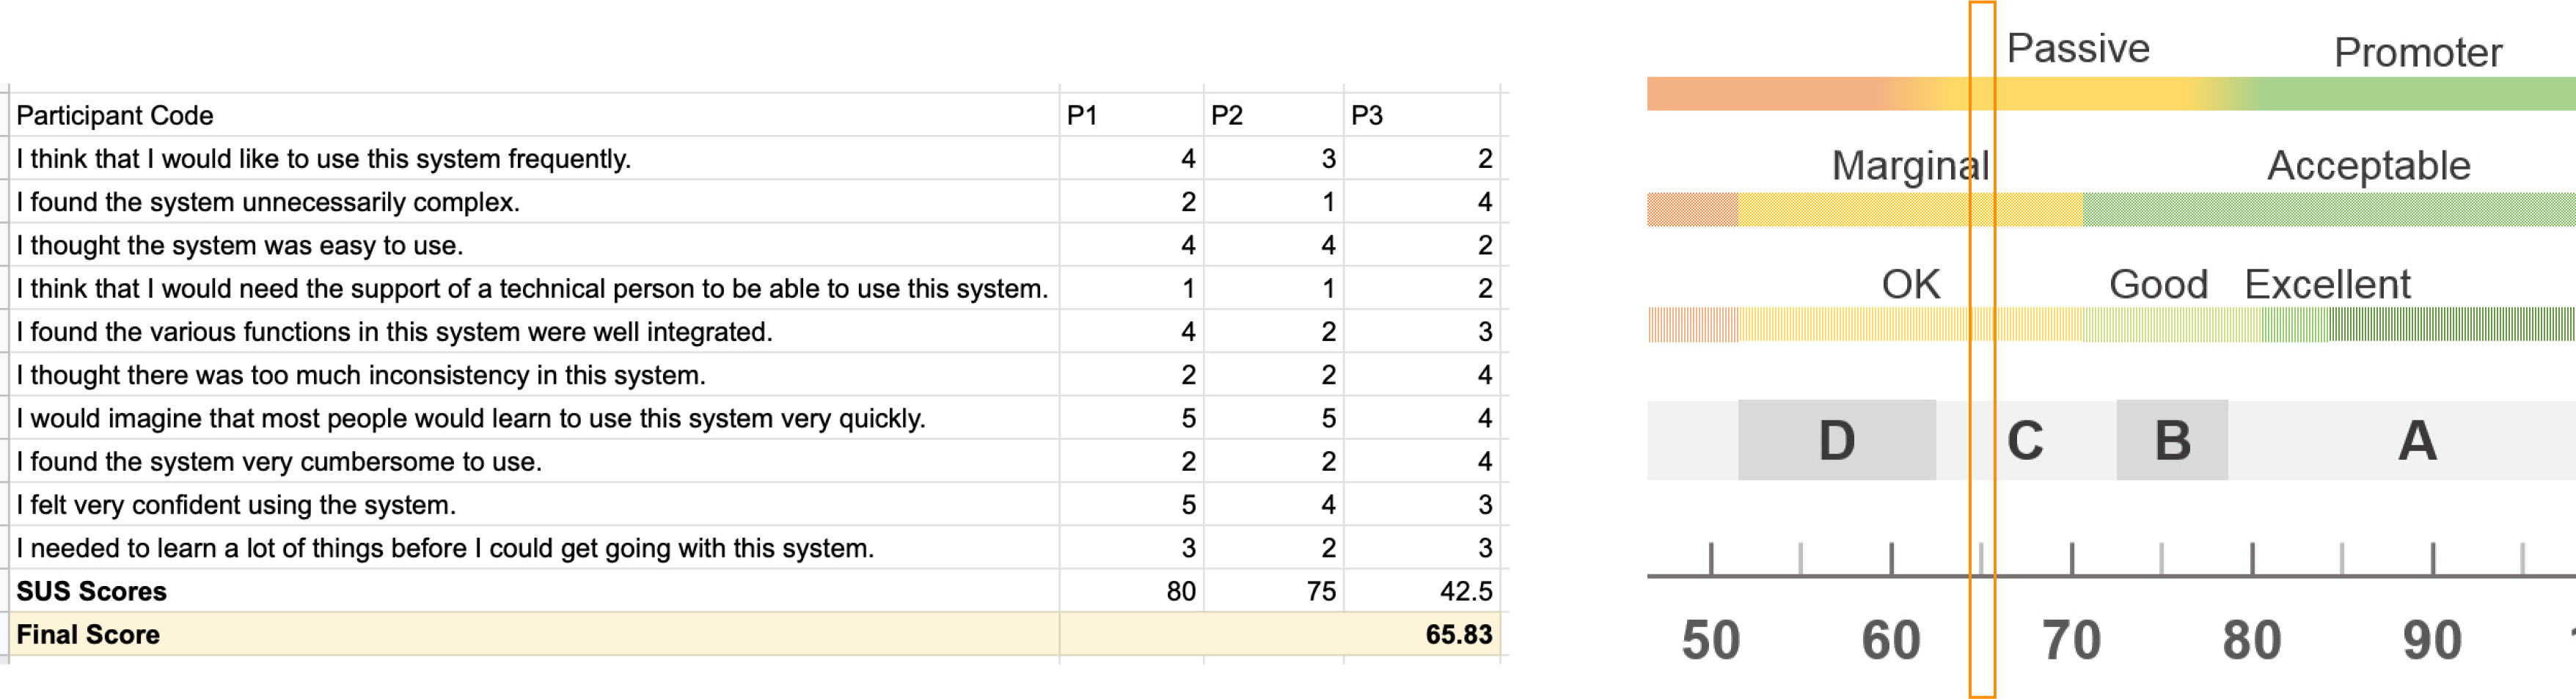 Participant Code P1 P2 P3
I think that I would like to use this system frequently. 4 3 2
I found the system unnecessarily complex. 2 1 4
I thought the system was easy to use. 4 4 2
I think that I would need the support of a technical person to be able to use this system. 1 1 2
I found the various functions in this system were well integrated. 4 2 3
I thought there was too much inconsistency in this system. 2 2 4
I would imagine that most people would learn to use this system very quickly. 5 5 4
I found the system very cumbersome to use. 2 2 4
I felt very confident using the system. 5 4 3
I needed to learn a lot of things before I could get going with this system. 3 2 3
SUS Scores 80 75 42.5
Final Score 65.83
Passive Promoter
Marginal Acceptable
OK Good Excellent
D C B A
50 60 70 80 90